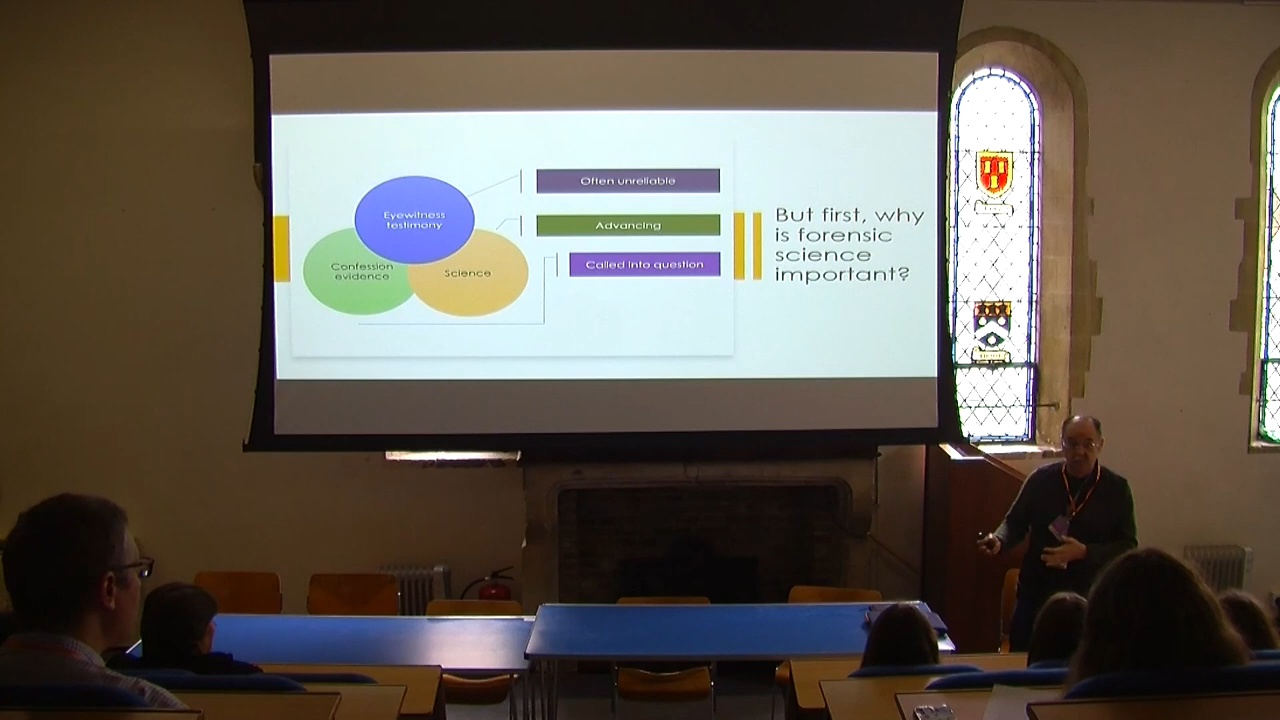 Eyewitness
testimony
Confession
evidence
Science
Often unreliable
Advancing
Called into question
But first, why
is forensic
science
important?